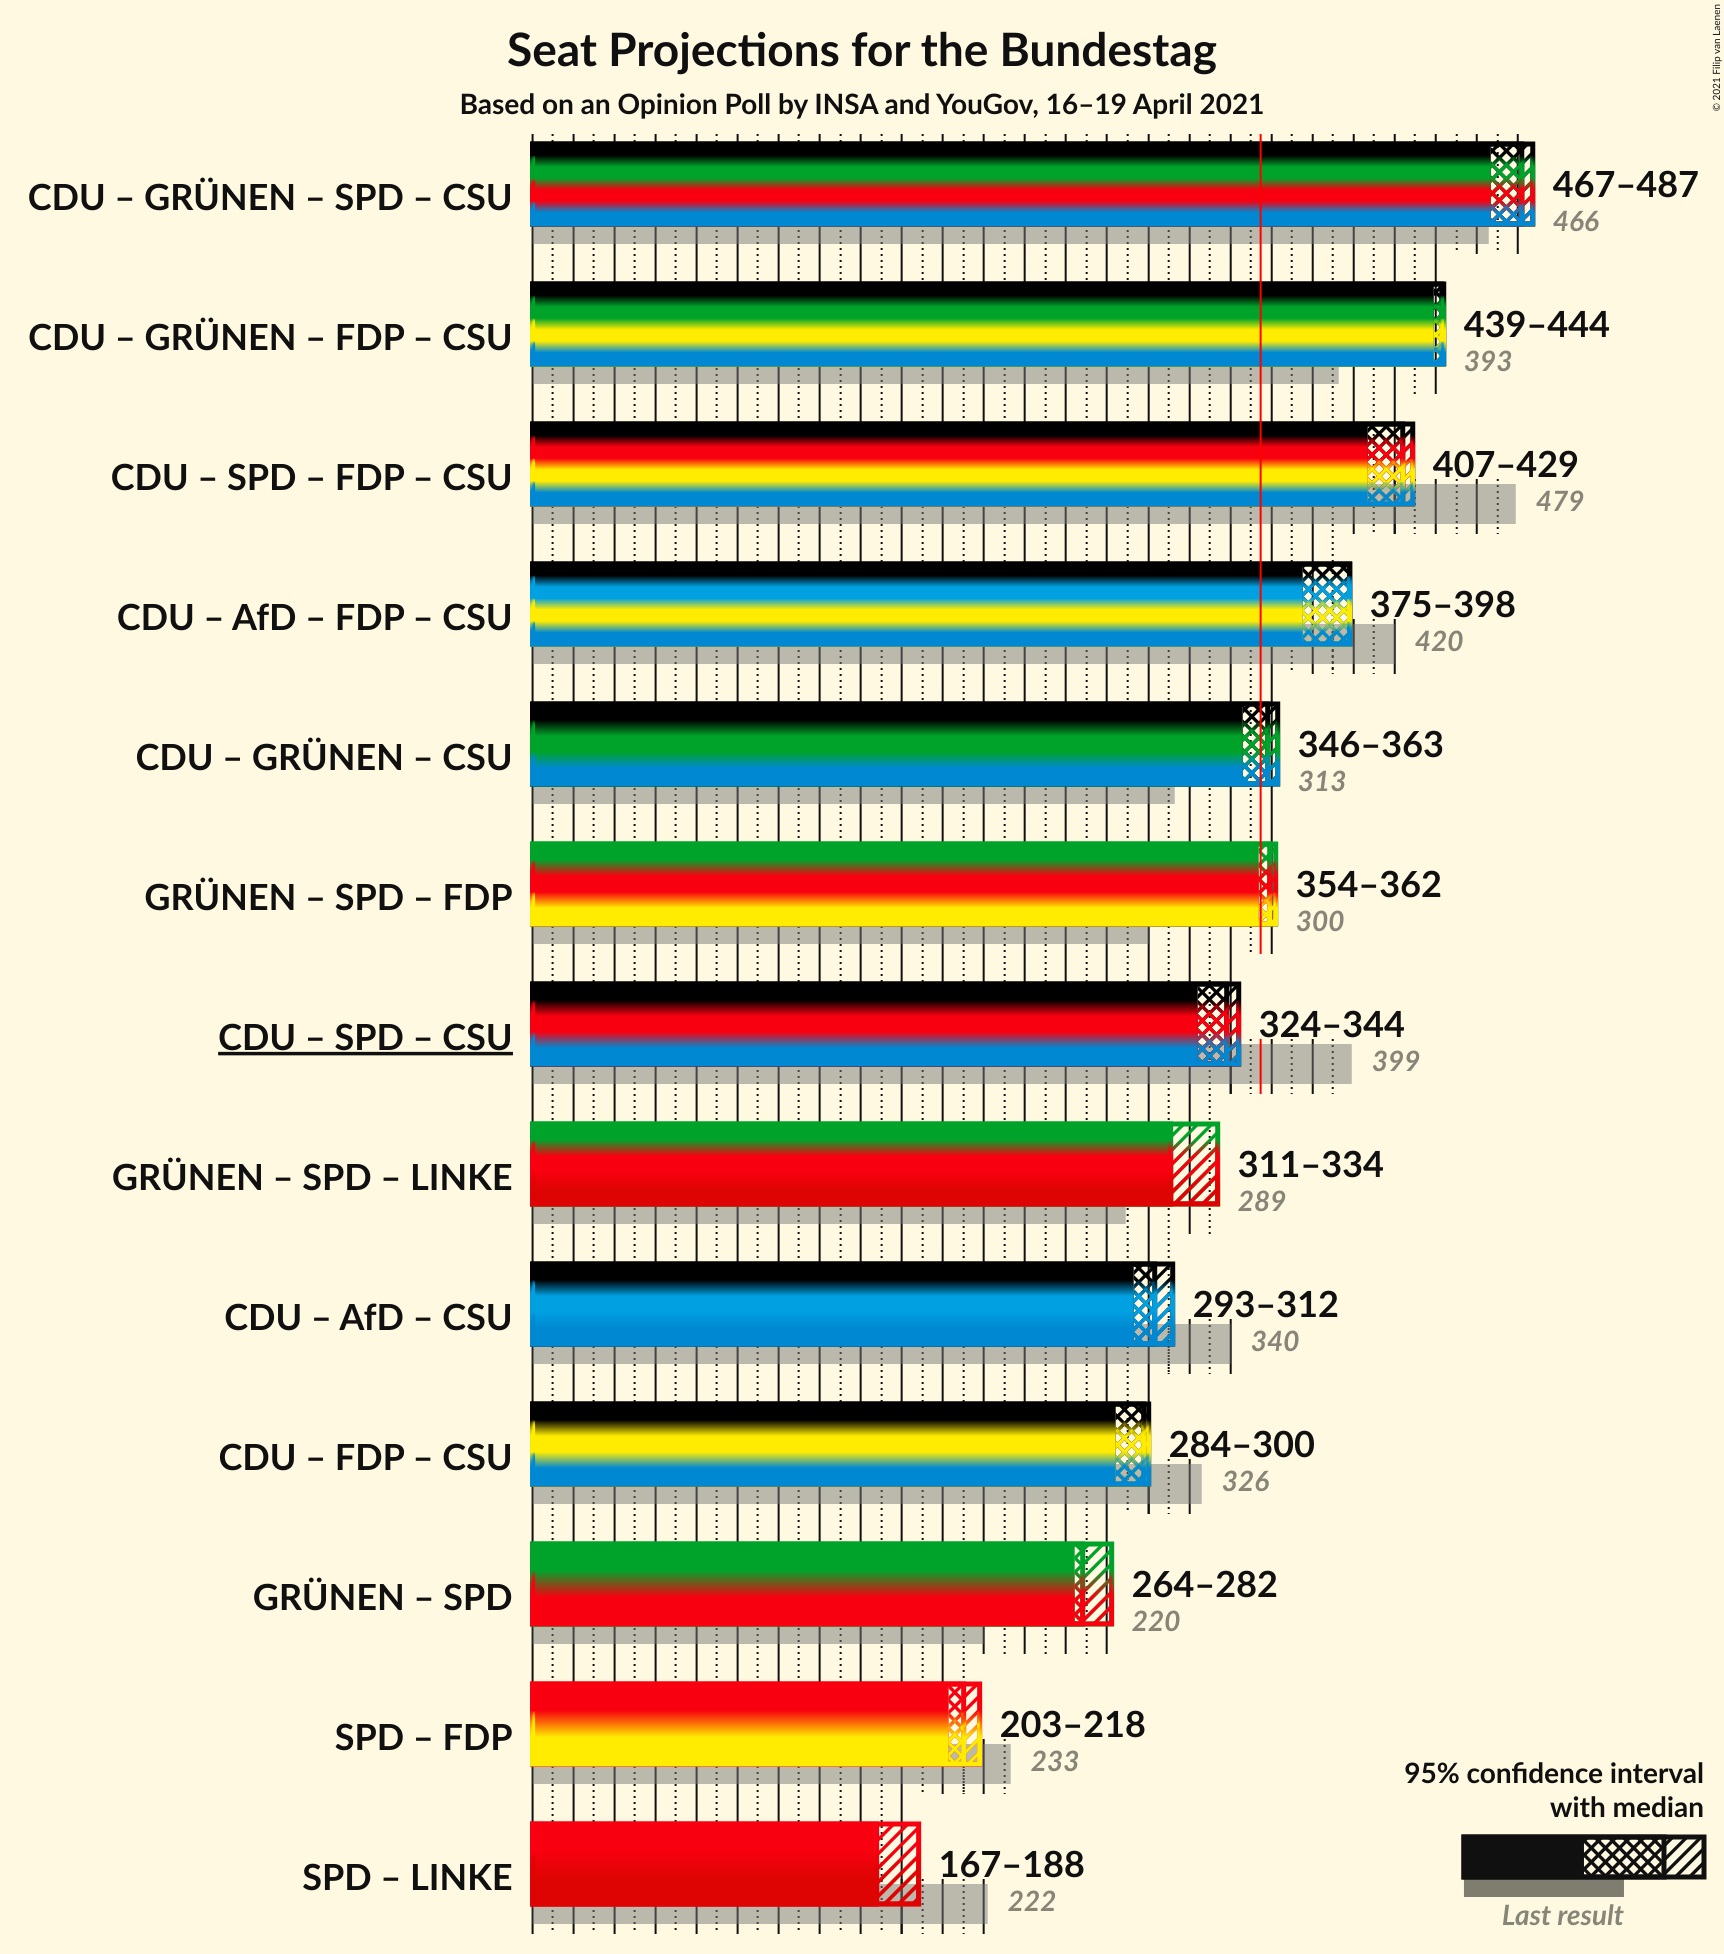 Seat Projections for the Bundestag
Based on an Opinion Poll by INSA and YouGov, 16–19 April 2021
© 2021 Filip van Laenen
CDU – GRÜNEN – SPD – CSU
467–487
466
CDU – GRÜNEN – FDP – CSU
439–444
393
CDU – SPD – FDP – CSU
407–429
479
CDU – AfD – FDP – CSU
375–398
420
CDU – GRÜNEN – CSU
346–363
313
GRÜNEN – SPD – FDP
354–362
300
CDU – SPD – CSU
324–344
399
GRÜNEN – SPD – LINKE
311–334
289
CDU – AfD – CSU
293–312
340
CDU – FDP – CSU
284–300
326
GRÜNEN – SPD
264–282
220
SPD – FDP
203–218
233
SPD – LINKE
167–188
222
95% confidence interval
with median
Last result